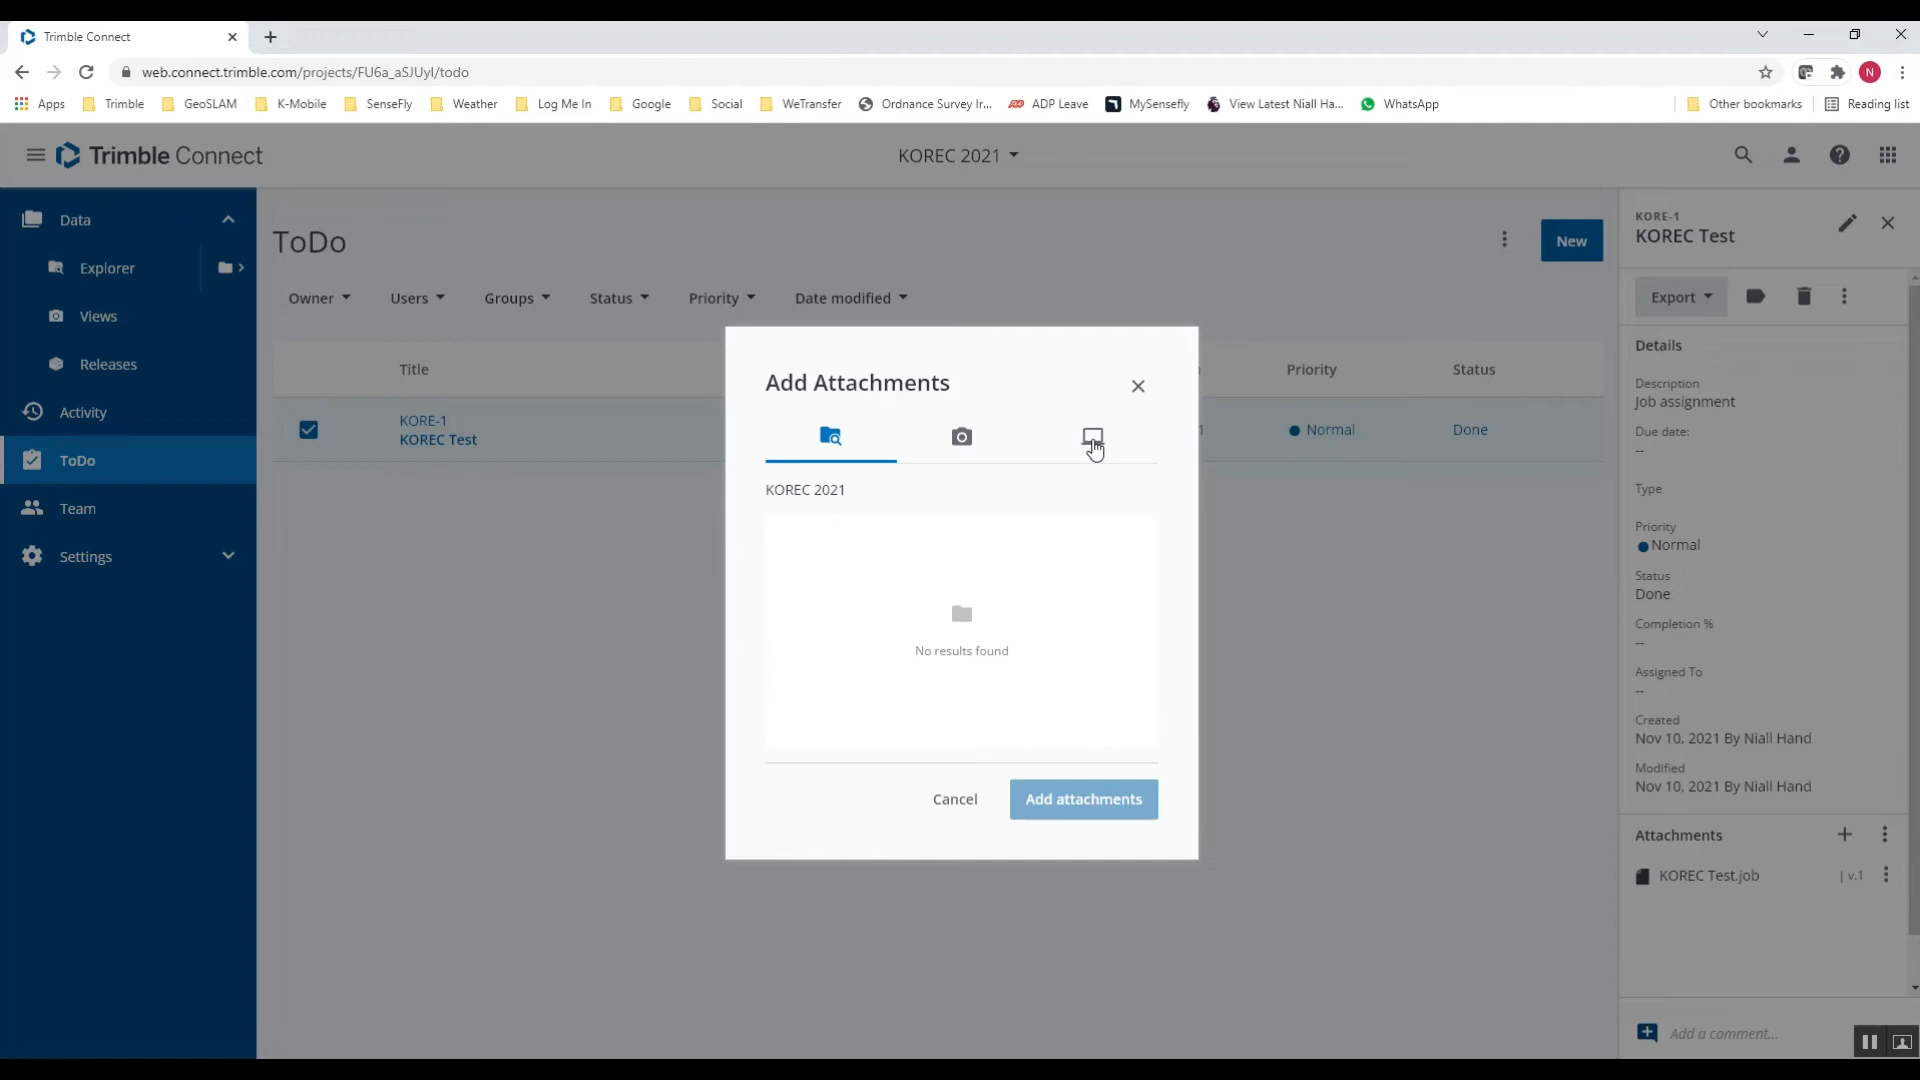 Trimble Connect
web.connect.trimble.com/projects/FU6a_aSJUyI/todo
Apps Trimble GeoSLAM K-Mobile SenseFly Weather Log Me In Google Social WeTransfer Ordnance Survey Ir... ADP Leave MySensefly View Latest Niall Ha... WhatsApp Other bookmarks Reading list
N
Trimble Connect
KOREC 2021
Data
Explorer
Views
Releases
Activity
ToDo
Team
Settings
ToDo
New
Owner Users Groups Status Priority Date modified
Title Priority Status
KORE-1
KOREC Test
Normal Done
Add Attachments
KOREC 2021
No results found
Cancel Add attachments
KORE-1
KOREC Test
Export
Details
Description
Job assignment
Due date:
--
Type
Priority
Normal
Status
Done
Completion %
--
Assigned To
--
Created
Nov 10, 2021 By Niall Hand
Modified
Nov 10, 2021 By Niall Hand
Attachments
KOREC Test.job | v.1
Add a comment...